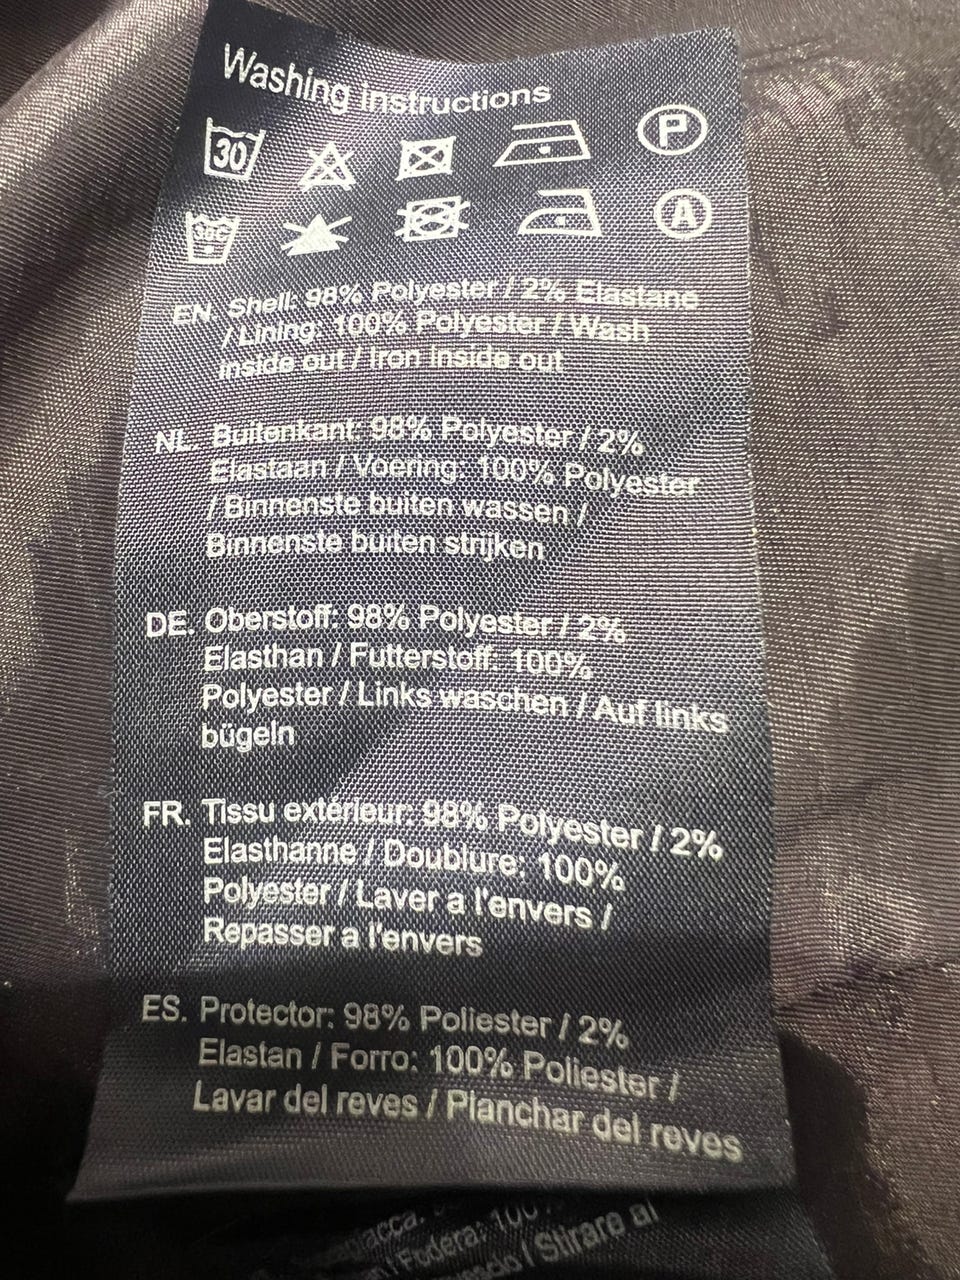 Washing instructions
30
P
A
EN. Shell: 98% Polyester / 2% Elastane
/ Lining: 100% Polyester / Wash
inside out / Iron inside out
NL. Buitenkant: 98% Polyester / 2%
Elastaan / Voering: 100% Polyester
/ Binnenste buiten wassen /
Binnenste buiten strijken
DE. Oberstoff: 98% Polyester / 2%
Elasthan / Futterstoff: 100%
Polyester / Links waschen / Auf links
bügeln
FR. Tissu extérieur: 98% Polyester / 2%
Elasthanne / Doublure: 100%
Polyester / Laver a l'envers /
Repasser a l'envers
ES. Protector: 98% Poliester / 2%
Elastan / Forro: 100% Poliester /
Lavar del reves / Planchar del reves
/ Fodera: 100
/ Stirare al